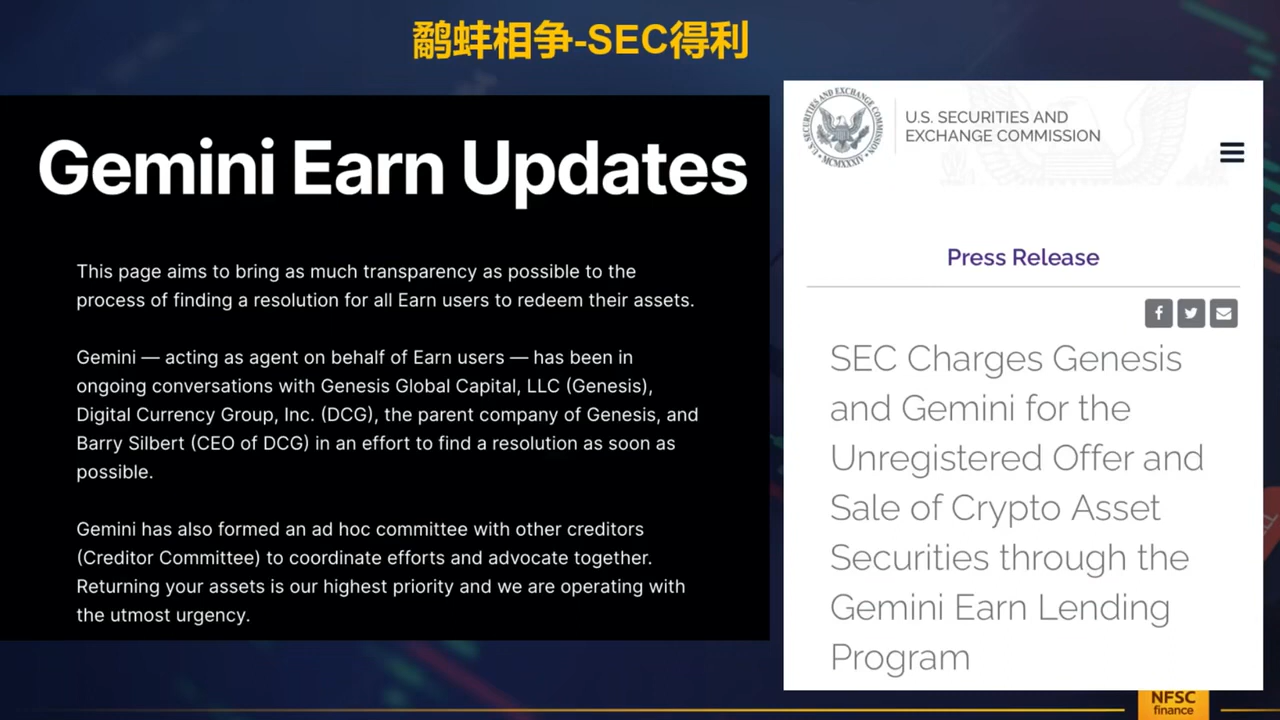 鹬蚌相争-SEC得利
Gemini Earn Updates
This page aims to bring as much transparency as possible to the
process of finding a resolution for all Earn users to redeem their assets.
Gemini — acting as agent on behalf of Earn users — has been in
ongoing conversations with Genesis Global Capital, LLC (Genesis),
Digital Currency Group, Inc. (DCG), the parent company of Genesis, and
Barry Silbert (CEO of DCG) in an effort to find a resolution as soon as
possible.
Gemini has also formed an ad hoc committee with other creditors
(Creditor Committee) to coordinate efforts and advocate together.
Returning your assets is our highest priority and we are operating with
the utmost urgency.
SECURITIES AND EXCHANGE COMMISSION
MCMXXXIV
U.S. SECURITIES AND
EXCHANGE COMMISSION
Press Release
SEC Charges Genesis
and Gemini for the
Unregistered Offer and
Sale of Crypto Asset
Securities through the
Gemini Earn Lending
Program
NFSC
finance